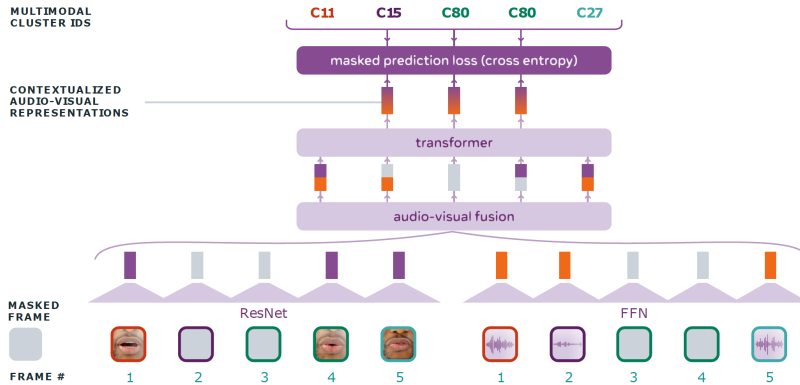 MULTIMODAL
CLUSTER IDS
C11 C15 C80 C80 C27
masked prediction loss (cross entropy)
CONTEXTUALIZED
AUDIO-VISUAL
REPRESENTATIONS
transformer
audio-visual fusion
MASKED
FRAME
ResNet FFN
FRAME # 1 2 3 4 5 1 2 3 4 5